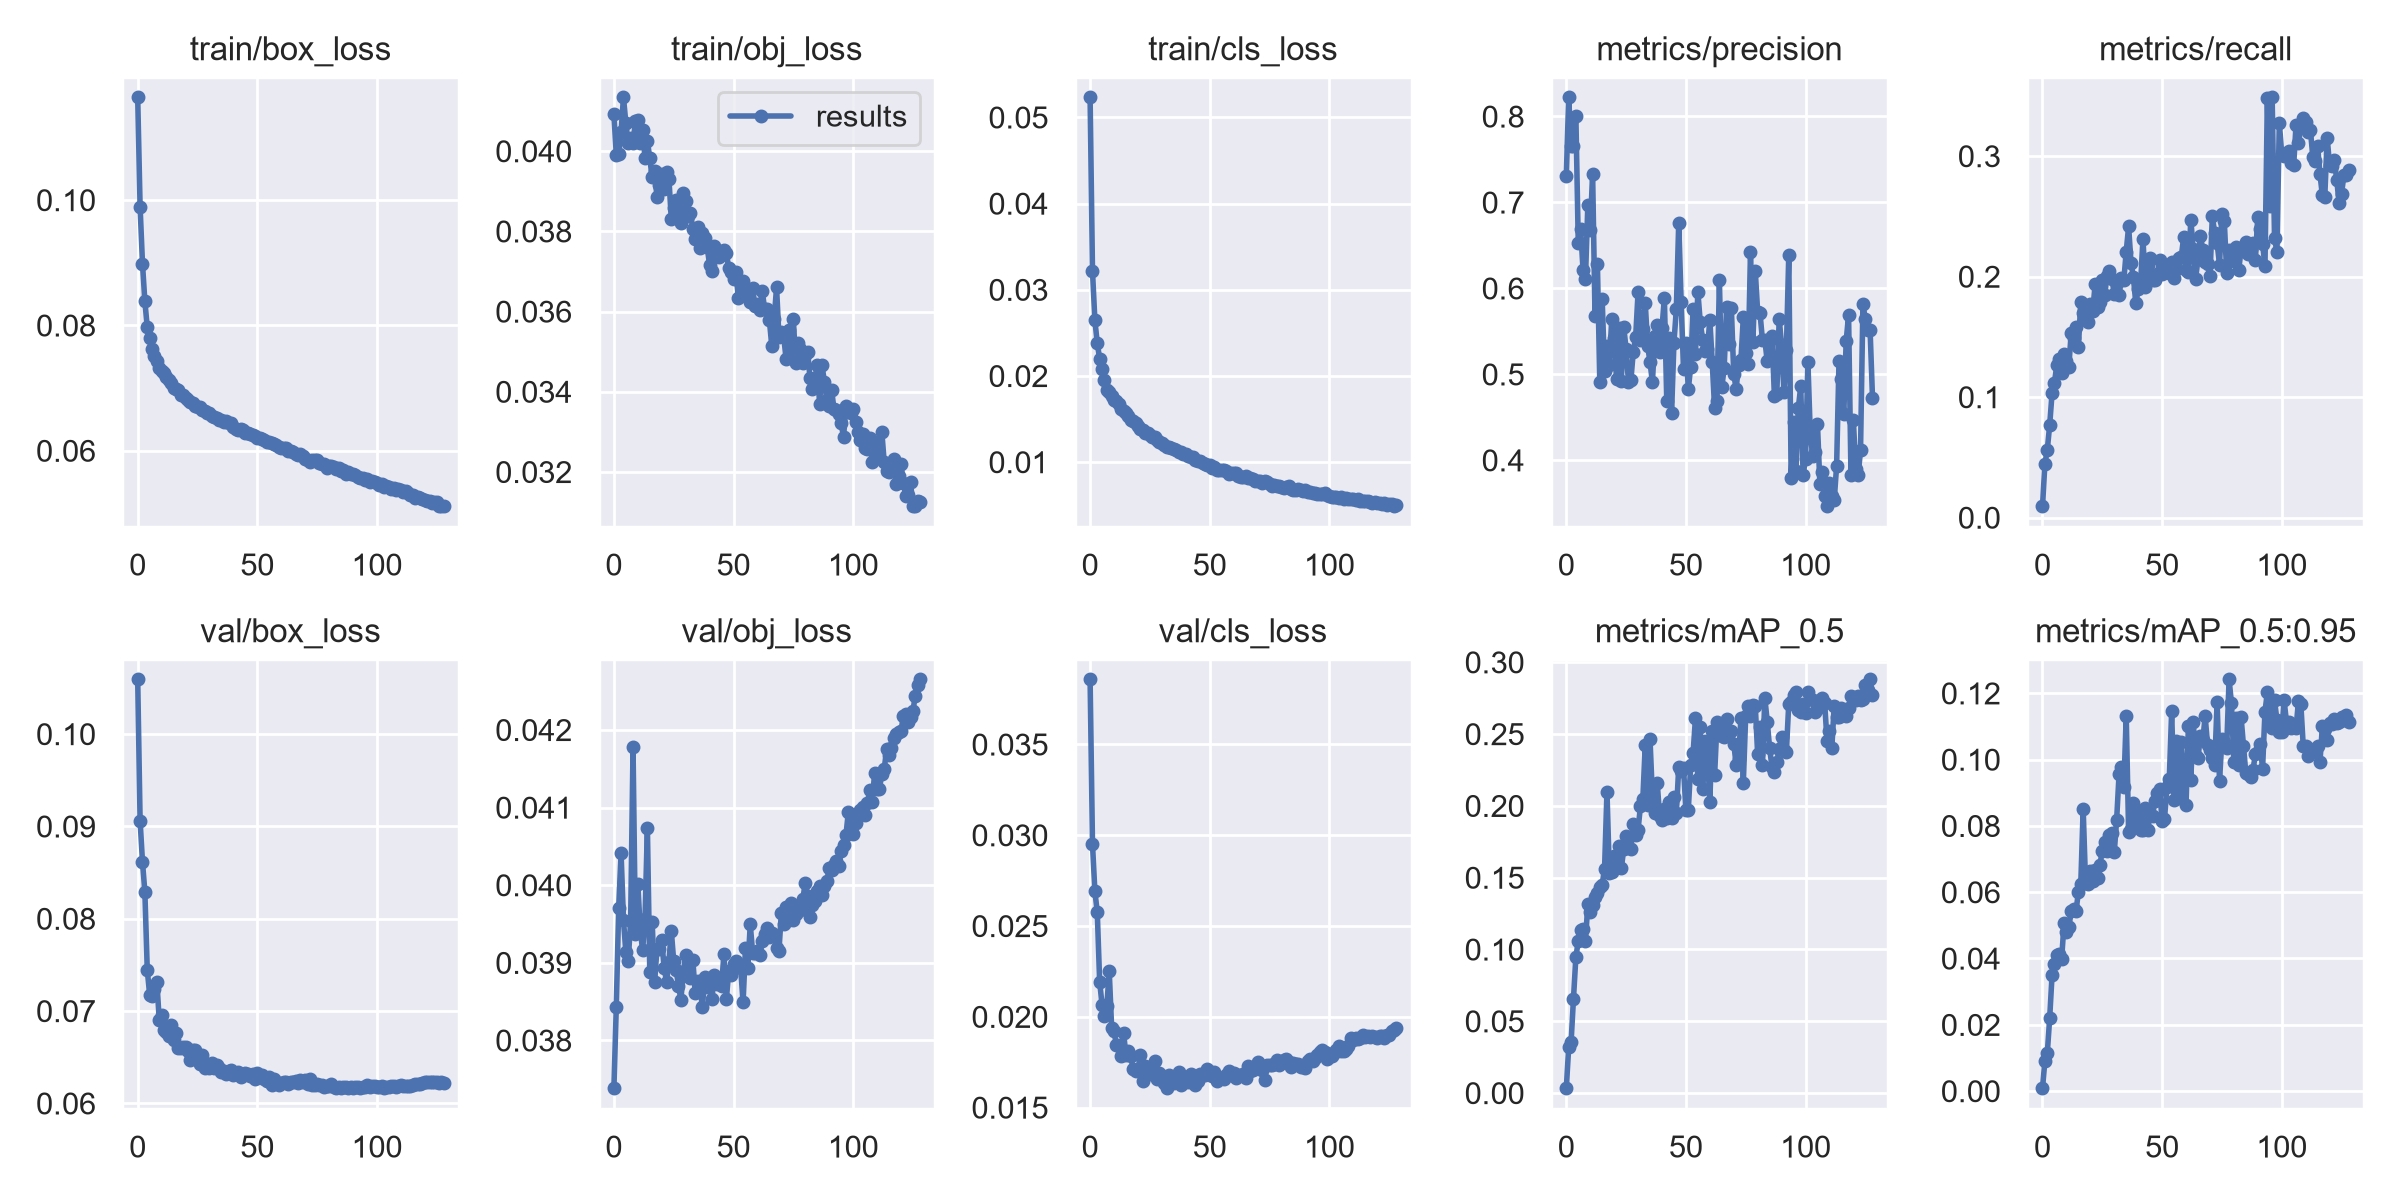 train/box_loss
0.10
0.08
0.06
0 50 100
train/obj_loss
results
0.040
0.038
0.036
0.034
0.032
0 50 100
train/cls_loss
0.05
0.04
0.03
0.02
0.01
0 50 100
metrics/precision
0.8
0.7
0.6
0.5
0.4
0 50 100
metrics/recall
0.3
0.2
0.1
0.0
0 50 100
val/box_loss
0.10
0.09
0.08
0.07
0.06
0 50 100
val/obj_loss
0.042
0.041
0.040
0.039
0.038
0 50 100
val/cls_loss
0.035
0.030
0.025
0.020
0.015
0 50 100
metrics/mAP_0.5
0.30
0.25
0.20
0.15
0.10
0.05
0.00
0 50 100
metrics/mAP_0.5:0.95
0.12
0.10
0.08
0.06
0.04
0.02
0.00
0 50 100